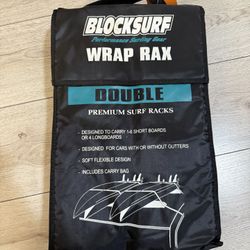 BLOCKSURF
Performance Surfing Gear
WRAP RAX
DOUBLE
PREMIUM SURF RACKS
- DESIGNED TO CARRY 1-6 SHORT BOARDS
OR 4 LONGBOARDS
- DESIGNED FOR CARS WITH OR WITHOUT GUTTERS
- SOFT FLEXIBLE DESIGN
- INCLUDES CARRY BAG